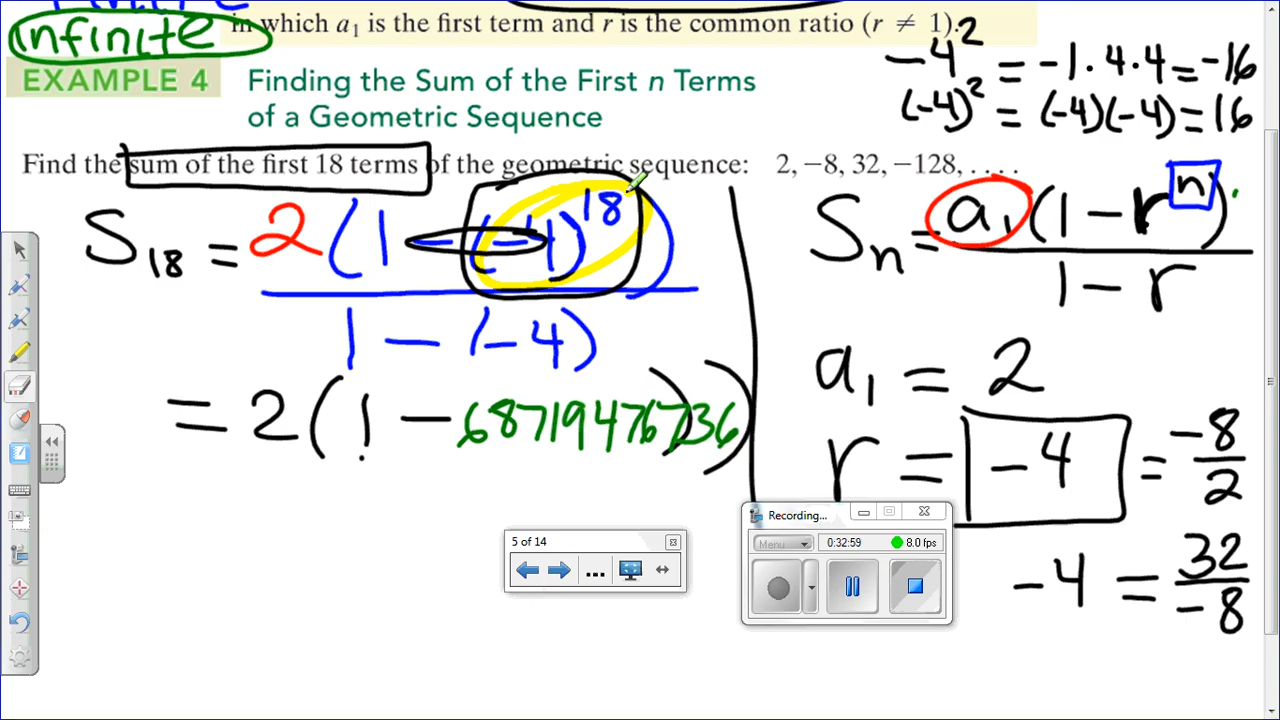 infinite
in which a₁ is the first term and r is the common ratio (r ≠ 1).
EXAMPLE 4
Finding the Sum of the First n Terms
of a Geometric Sequence
−4² = −1·4·4 = −16
(−4)² = (−4)(−4) = 16
Find the sum of the first 18 terms of the geometric sequence: 2, −8, 32, −128, . . . .
S₁₈ = 2(1 − (−4)¹⁸)
1 − (−4)
= 2(1 − 68719476736))
Sₙ = a₁(1 − rⁿ)
1 − r
a₁ = 2
r = −4 = −8/2
−4 = 32/−8
5 of 14
...
Recording...
Menu
0:32:59
8.0 fps